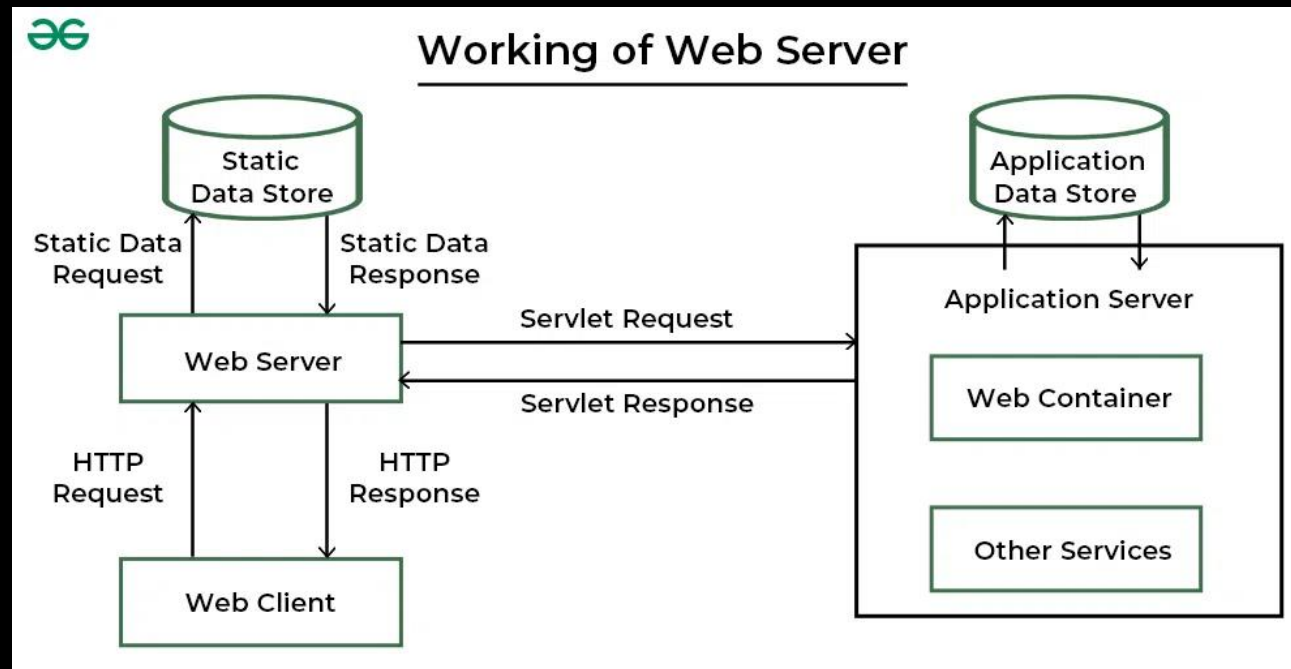 Working of Web Server
Static
Data Store
Application
Data Store
Static Data
Request
Static Data
Response
Application Server
Servlet Request
Web Server
Servlet Response
Web Container
HTTP
Request
HTTP
Response
Other Services
Web Client